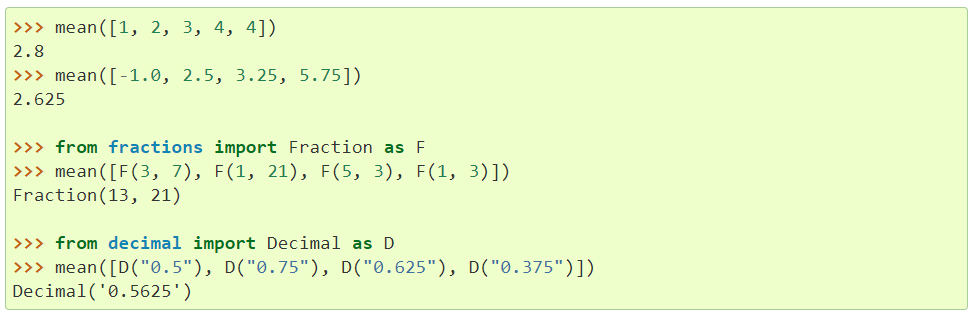 >>> mean([1, 2, 3, 4, 4])
2.8
>>> mean([-1.0, 2.5, 3.25, 5.75])
2.625
>>> from fractions import Fraction as F
>>> mean([F(3, 7), F(1, 21), F(5, 3), F(1, 3)])
Fraction(13, 21)
>>> from decimal import Decimal as D
>>> mean([D("0.5"), D("0.75"), D("0.625"), D("0.375")])
Decimal('0.5625')